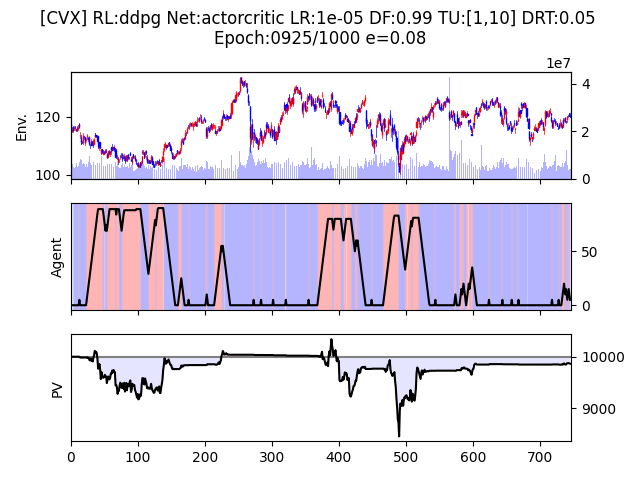 [CVX] RL:ddpg Net:actorcritic LR:1e-05 DF:0.99 TU:[1,10] DRT:0.05
Epoch:0925/1000 e=0.08
1e7
Env.
120
100
4
2
0
Agent
50
0
PV
10000
9000
0 100 200 300 400 500 600 700